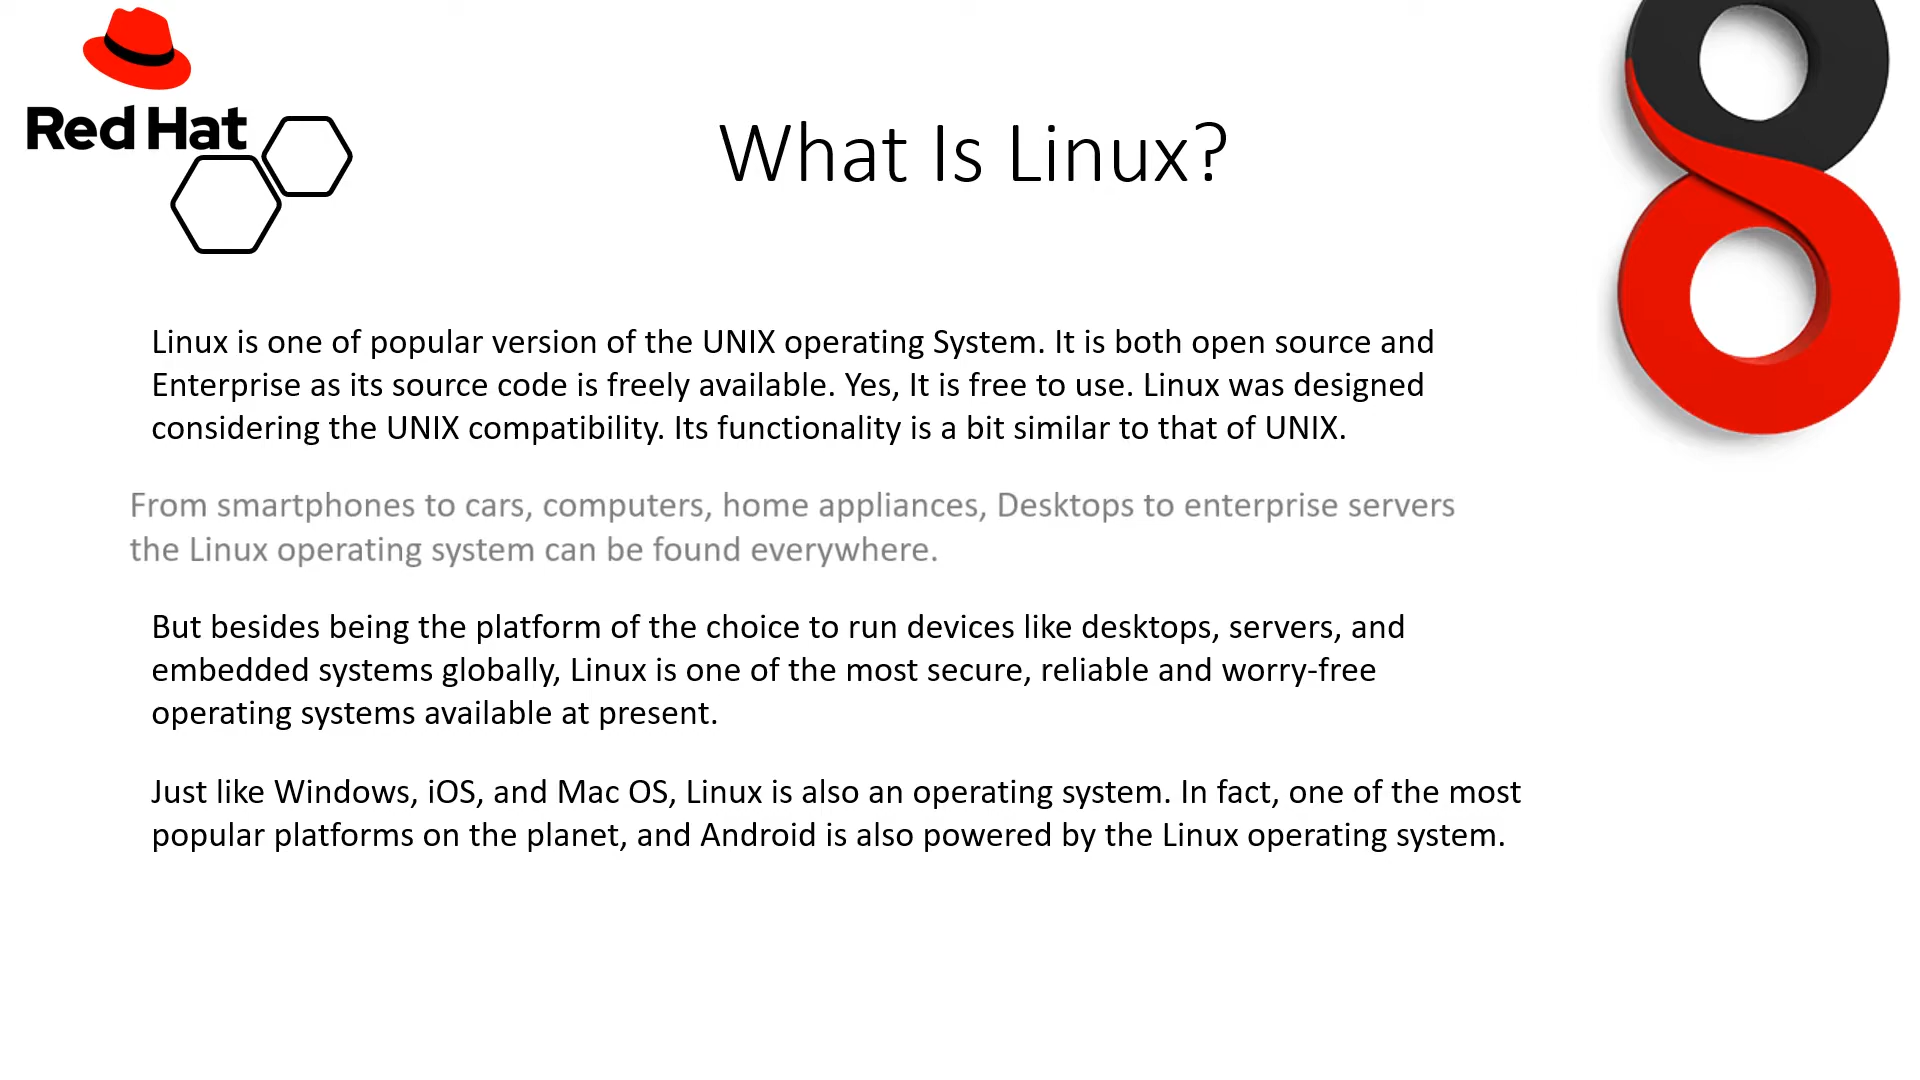 Red Hat
What Is Linux?
Linux is one of popular version of the UNIX operating System. It is both open source and
Enterprise as its source code is freely available. Yes, It is free to use. Linux was designed
considering the UNIX compatibility. Its functionality is a bit similar to that of UNIX.
From smartphones to cars, computers, home appliances, Desktops to enterprise servers
the Linux operating system can be found everywhere.
But besides being the platform of the choice to run devices like desktops, servers, and
embedded systems globally, Linux is one of the most secure, reliable and worry-free
operating systems available at present.
Just like Windows, iOS, and Mac OS, Linux is also an operating system. In fact, one of the most
popular platforms on the planet, and Android is also powered by the Linux operating system.
8